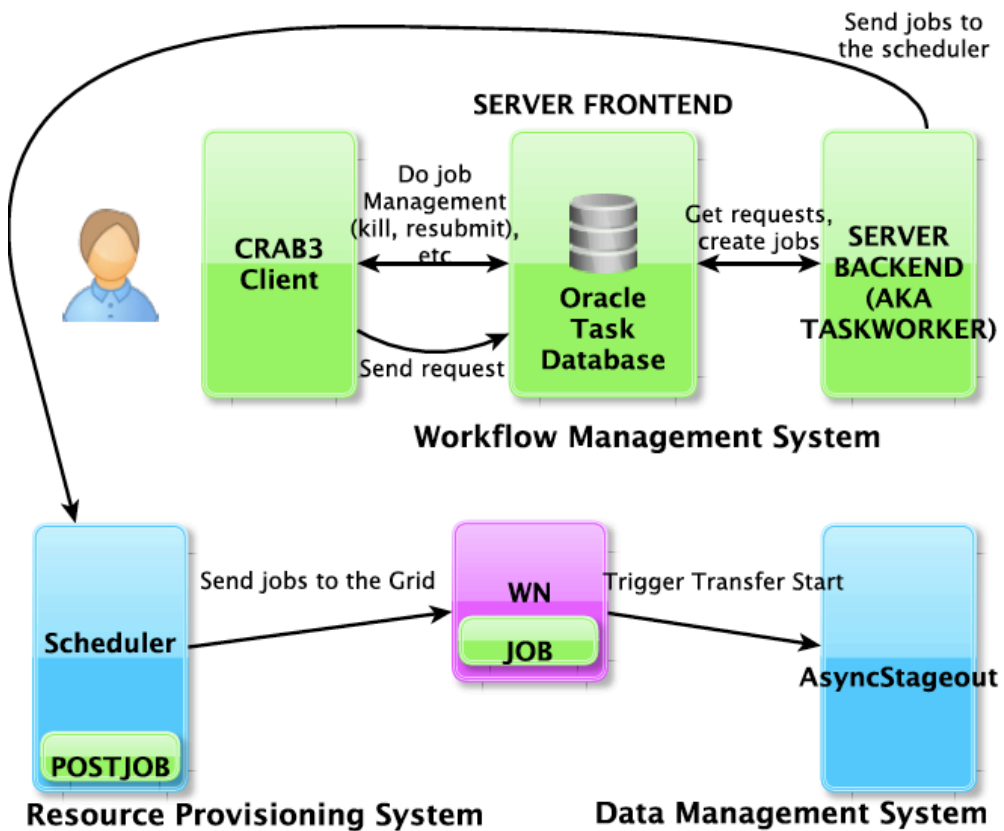 Send jobs to
the scheduler
SERVER FRONTEND
Do job
Management
(kill, resubmit),
etc
CRAB3
Client
Send request
Oracle
Task
Database
Get requests,
create jobs
SERVER
BACKEND
(AKA
TASKWORKER)
Workflow Management System
Scheduler
POSTJOB
Send jobs to the Grid
WN
JOB
Trigger Transfer Start
AsyncStageout
Resource Provisioning System
Data Management System